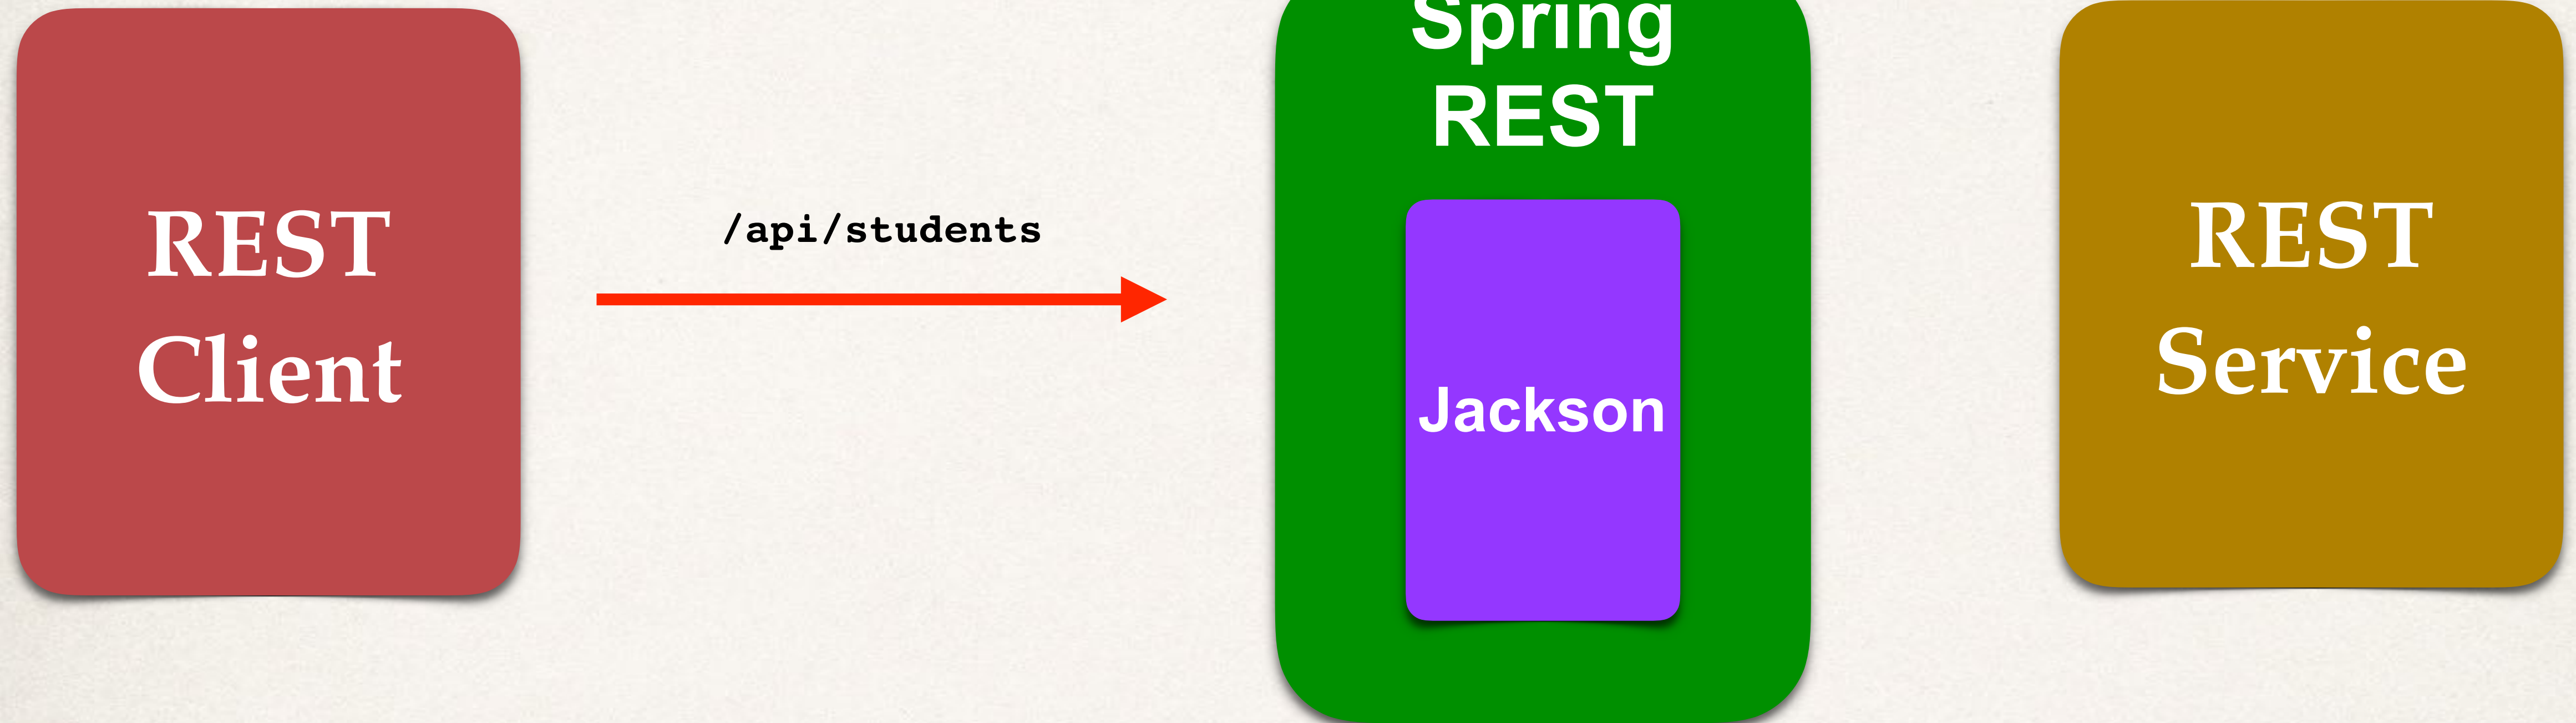 REST
Client
/api/students
Spring
REST
Jackson
REST
Service